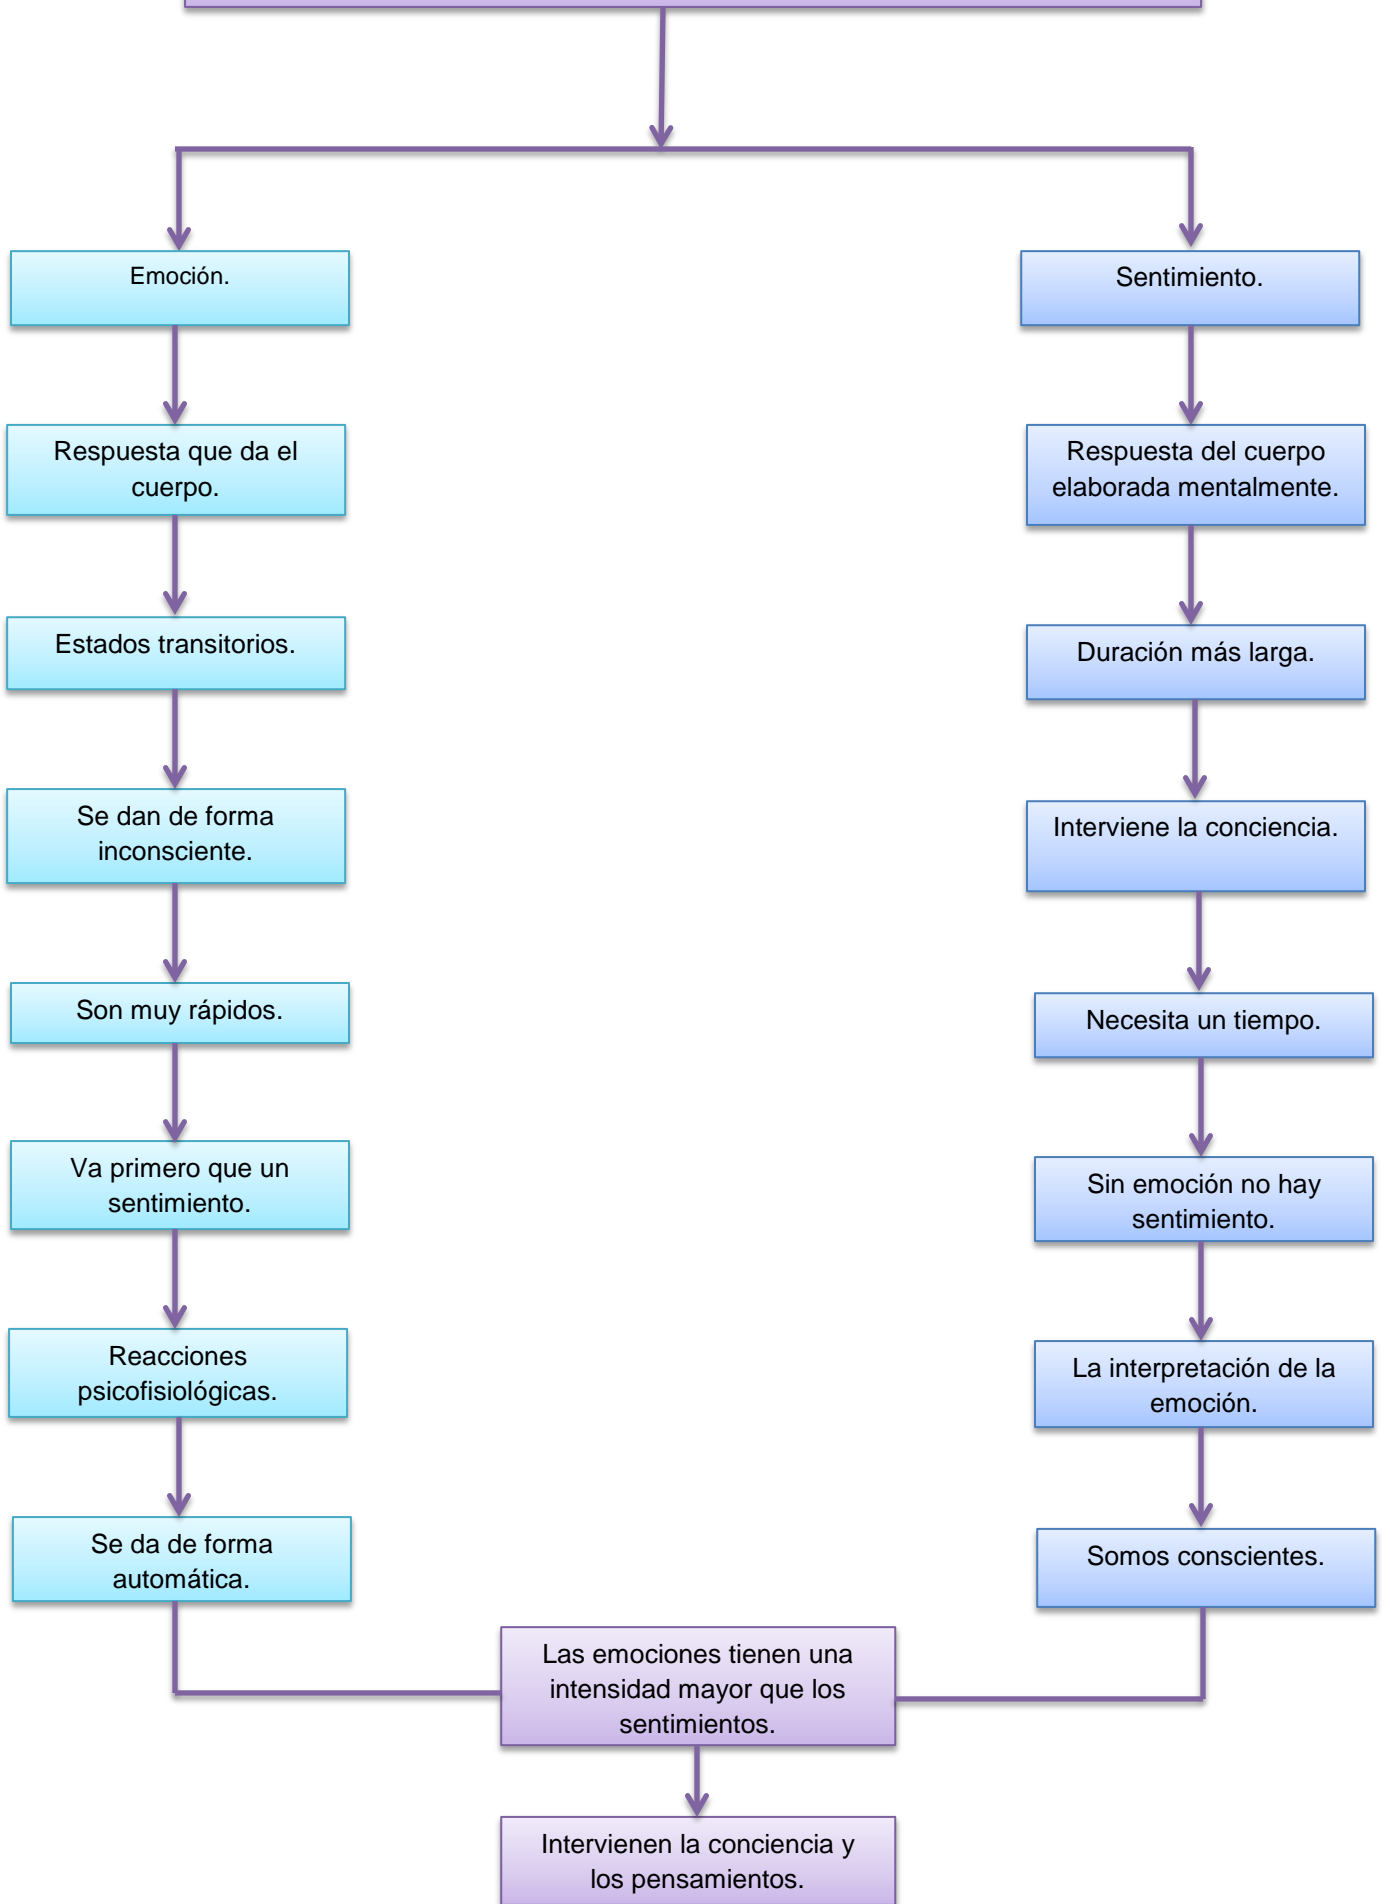 Emoción.
Respuesta que da el
cuerpo.
Estados transitorios.
Se dan de forma
inconsciente.
Son muy rápidos.
Va primero que un
sentimiento.
Reacciones
psicofisiológicas.
Se da de forma
automática.
Sentimiento.
Respuesta del cuerpo
elaborada mentalmente.
Duración más larga.
Interviene la conciencia.
Necesita un tiempo.
Sin emoción no hay
sentimiento.
La interpretación de la
emoción.
Somos conscientes.
Las emociones tienen una
intensidad mayor que los
sentimientos.
Intervienen la conciencia y
los pensamientos.